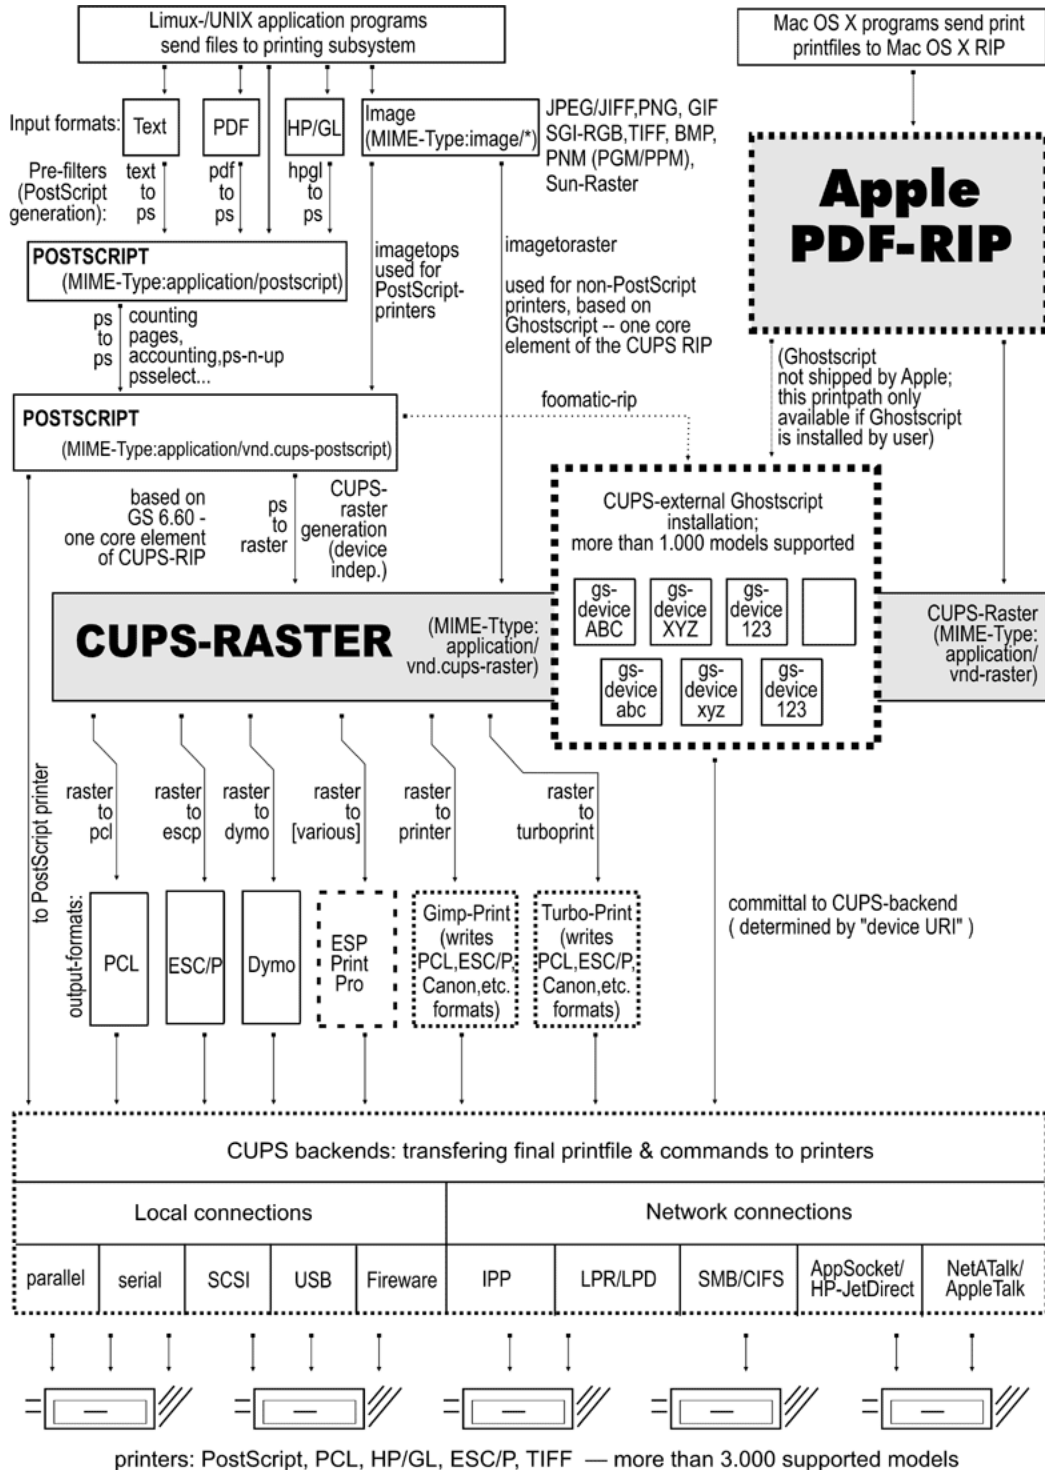 Limux-/UNIX application programs
send files to printing subsystem
Mac OS X programs send print
printfiles to Mac OS X RIP
Input formats:
Text
PDF
HP/GL
Image
(MIME-Type:image/*)
JPEG/JIFF,PNG, GIF
SGI-RGB,TIFF, BMP,
PNM (PGM/PPM),
Sun-Raster
Pre-filters
(PostScript
generation):
text
to
ps
pdf
to
ps
hpgl
to
ps
Apple
PDF-RIP
POSTSCRIPT
(MIME-Type:application/postscript)
imagetops
used for
PostScript-
printers
imagetoraster
used for non-PostScript
printers, based on
Ghostscript -- one core
element of the CUPS RIP
ps
to
ps
counting
pages,
accounting,ps-n-up
psselect...
(Ghostscript
not shipped by Apple;
this printpath only
available if Ghostscript
is installed by user)
foomatic-rip
POSTSCRIPT
(MIME-Type:application/vnd.cups-postscript)
based on
GS 6.60 -
one core element
of CUPS-RIP
ps
to
raster
CUPS-
raster
generation
(device
indep.)
CUPS-external Ghostscript
installation;
more than 1.000 models supported
gs-
device
ABC
gs-
device
XYZ
gs-
device
123
gs-
device
abc
gs-
device
xyz
gs-
device
123
CUPS-RASTER
(MIME-Ttype:
application/
vnd.cups-raster)
CUPS-Raster
(MIME-Type:
application/
vnd-raster)
to PostScript printer
raster
to
pcl
raster
to
escp
raster
to
dymo
raster
to
[various]
raster
to
printer
raster
to
turboprint
output-formats:
PCL
ESC/P
Dymo
ESP
Print
Pro
Gimp-Print
(writes
PCL,ESC/P,
Canon,etc.
formats)
Turbo-Print
(writes
PCL,ESC/P,
Canon,etc.
formats)
committal to CUPS-backend
( determined by "device URI" )
CUPS backends: transfering final printfile & commands to printers
Local connections
Network connections
parallel
serial
SCSI
USB
Fireware
IPP
LPR/LPD
SMB/CIFS
AppSocket/
HP-JetDirect
NetATalk/
AppleTalk
printers: PostScript, PCL, HP/GL, ESC/P, TIFF — more than 3.000 supported models